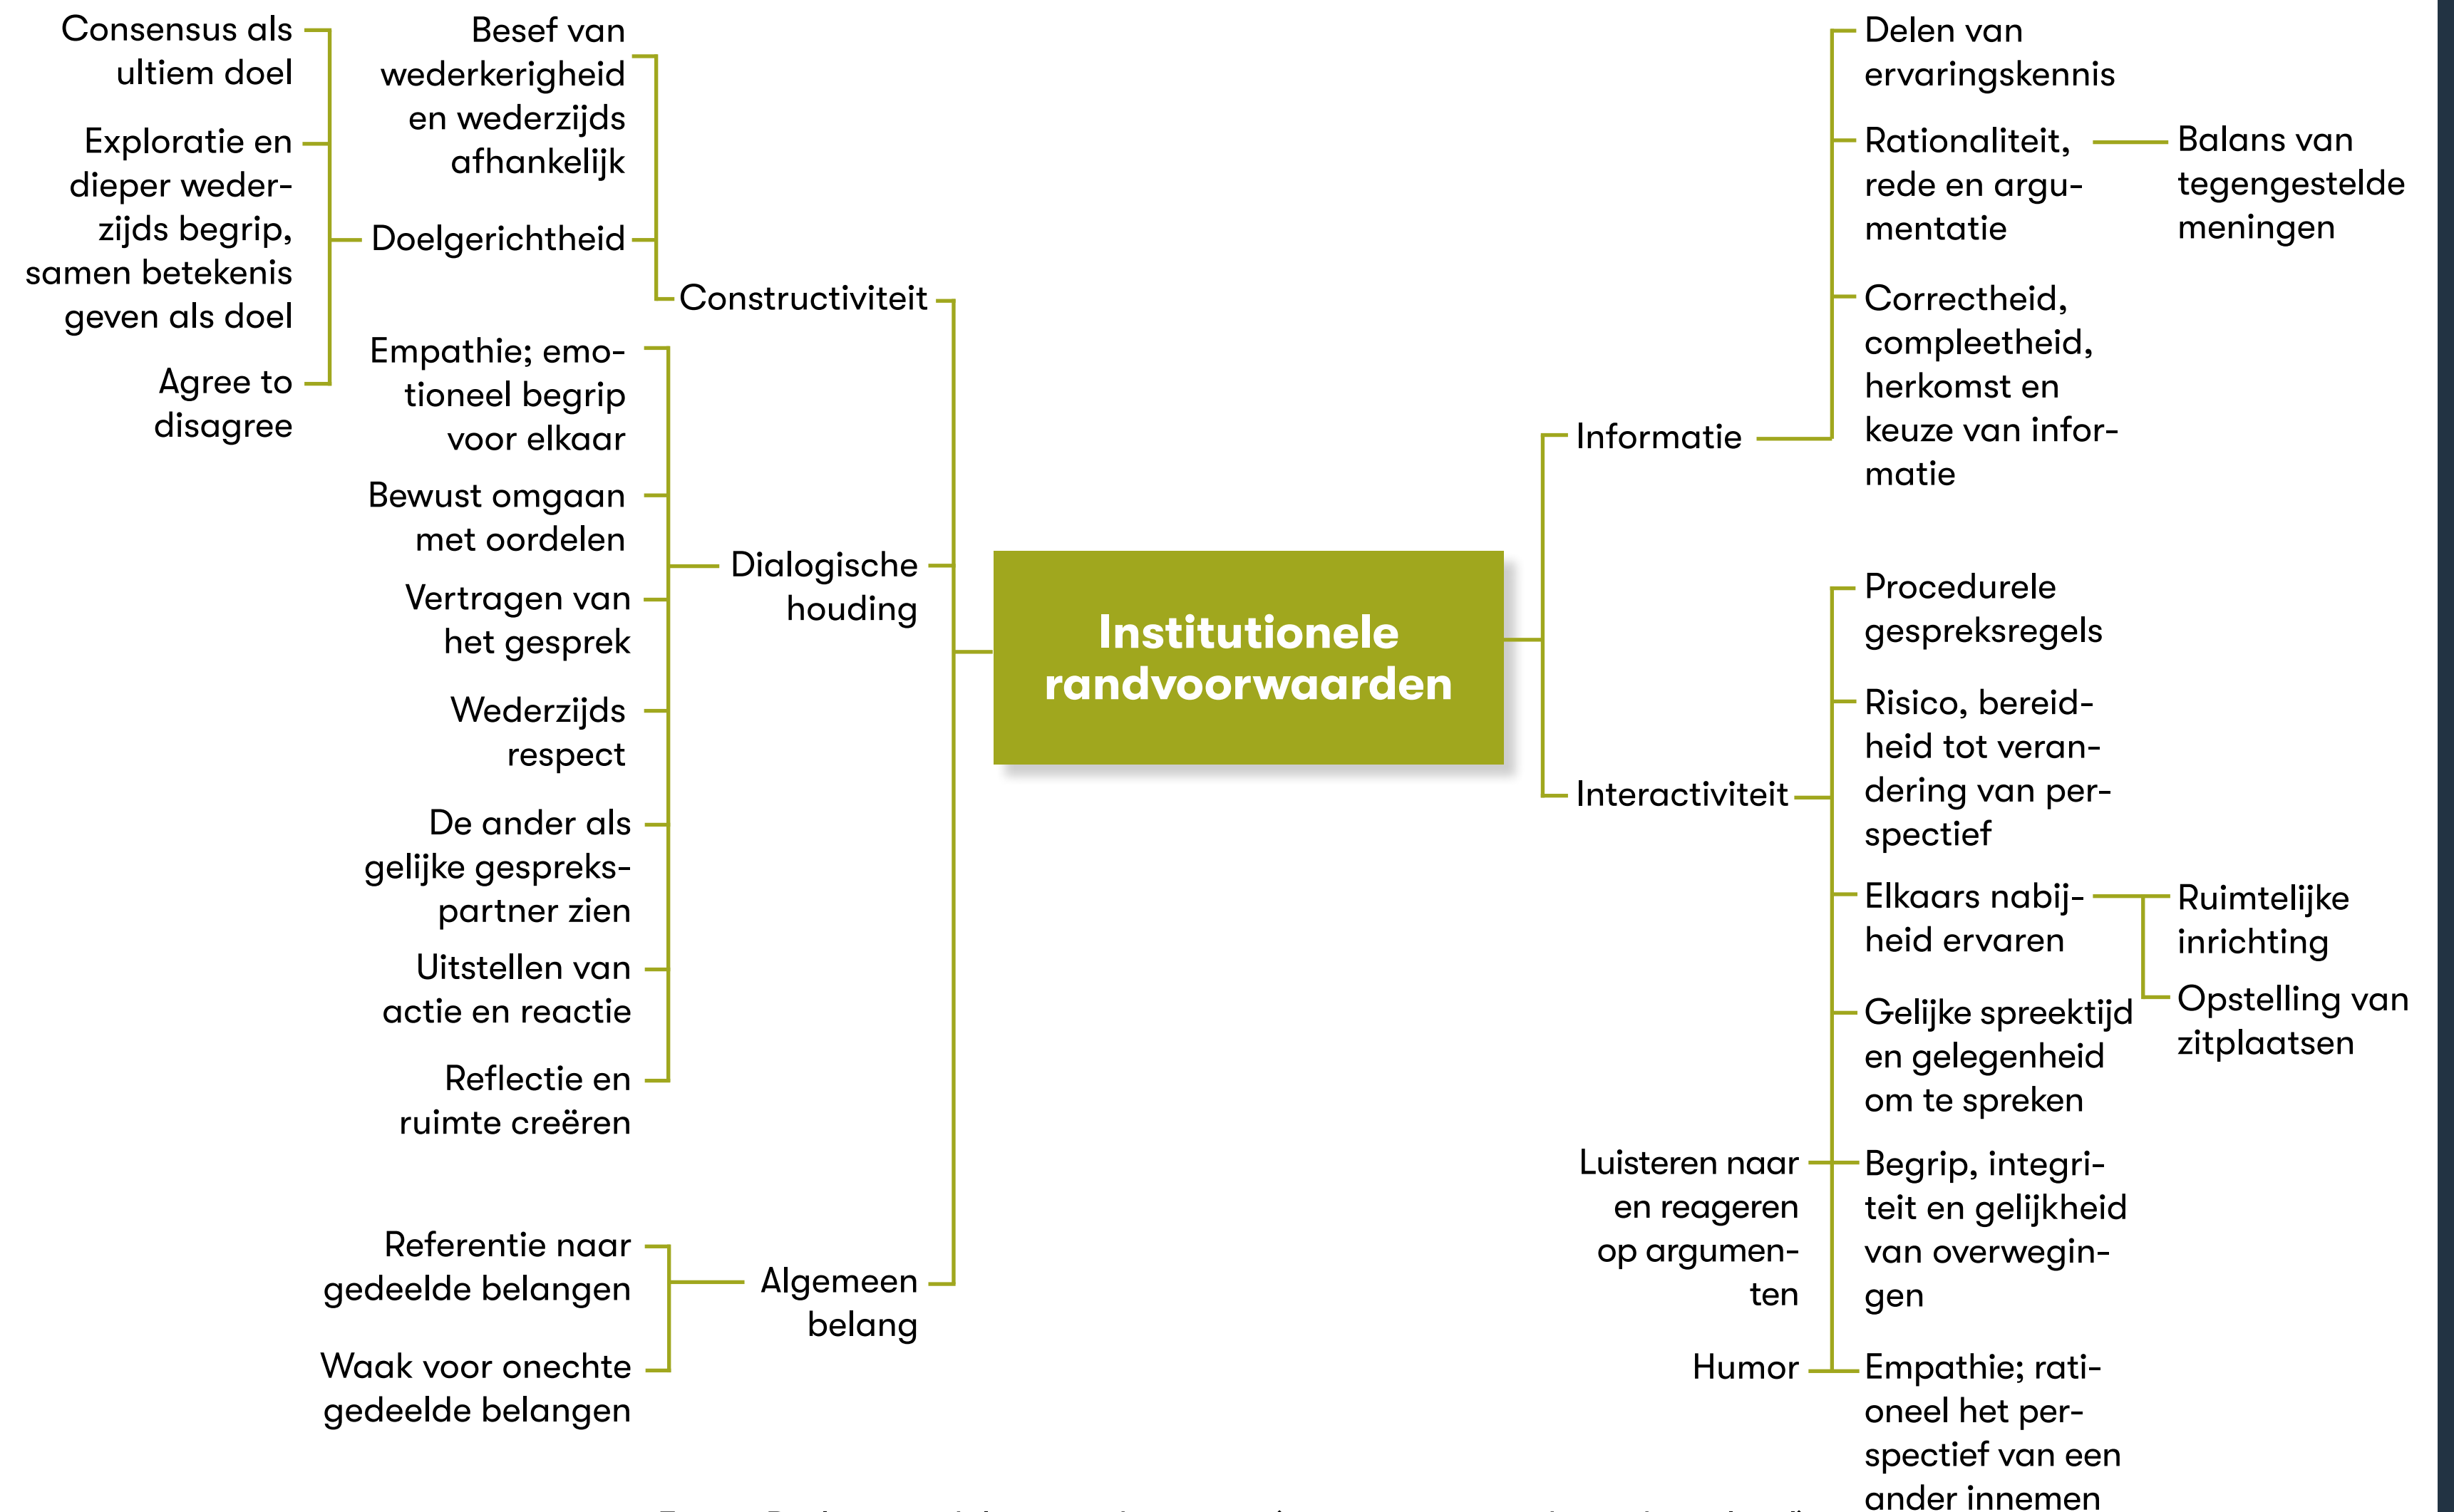 Consensus als
ultiem doel
Exploratie en
dieper weder-
zijds begrip,
samen betekenis
geven als doel
Agree to
disagree
Besef van
wederkerigheid
en wederzijds
afhankelijk
Doelgerichtheid
Constructiviteit
Empathie; emo-
tioneel begrip
voor elkaar
Bewust omgaan
met oordelen
Vertragen van
het gesprek
Wederzijds
respect
De ander als
gelijke gespreks-
partner zien
Uitstellen van
actie en reactie
Reflectie en
ruimte creëren
Dialogische
houding
Referentie naar
gedeelde belangen
Waak voor onechte
gedeelde belangen
Algemeen
belang
Institutionele
randvoorwaarden
Informatie
Delen van
ervaringskennis
Rationaliteit,
rede en argu-
mentatie
Balans van
tegengestelde
meningen
Correctheid,
compleetheid,
herkomst en
keuze van infor-
matie
Interactiviteit
Procedurele
gespreksregels
Risico, bereid-
heid tot veran-
dering van per-
spectief
Elkaars nabij-
heid ervaren
Ruimtelijke
inrichting
Opstelling van
zitplaatsen
Gelijke spreektijd
en gelegenheid
om te spreken
Luisteren naar
en reageren
op argumen-
ten
Begrip, integri-
teit en gelijkheid
van overwegin-
gen
Humor
Empathie; rati-
oneel het per-
spectief van een
ander innemen